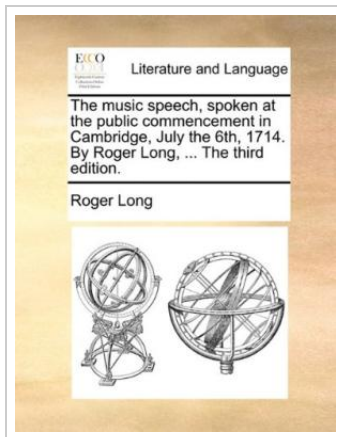 ECCO
Literature and Language
The music speech, spoken at
the public commencement in
Cambridge, July the 6th, 1714.
By Roger Long, ... The third
edition.
Roger Long